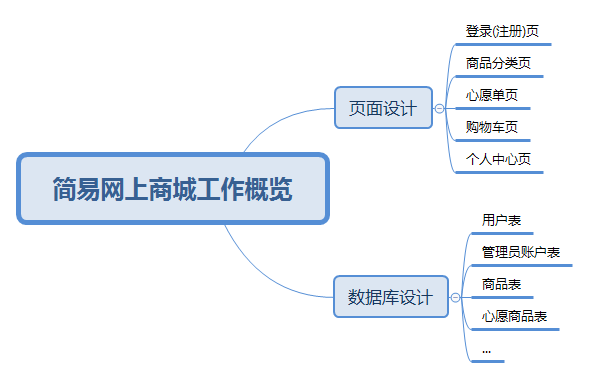 简易网上商城工作概览
页面设计
登录(注册)页
商品分类页
心愿单页
购物车页
个人中心页
数据库设计
用户表
管理员账户表
商品表
心愿商品表
...